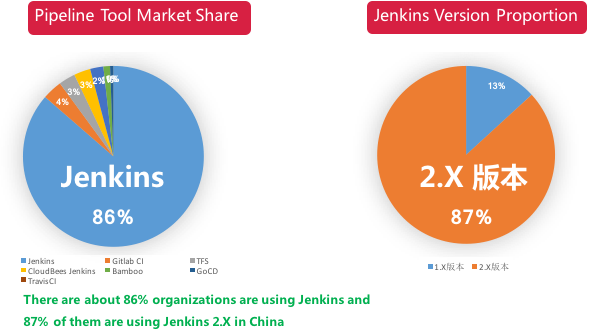 Pipeline Tool Market Share
Jenkins Version Proportion
4%
3%
3%
2%
Jenkins
86%
13%
2.X 版本
87%
Jenkins
Gitlab CI
TFS
CloudBees Jenkins
Bamboo
GoCD
TravisCI
1.X版本
2.X版本
There are about 86% organizations are using Jenkins and
87% of them are using Jenkins 2.X in China